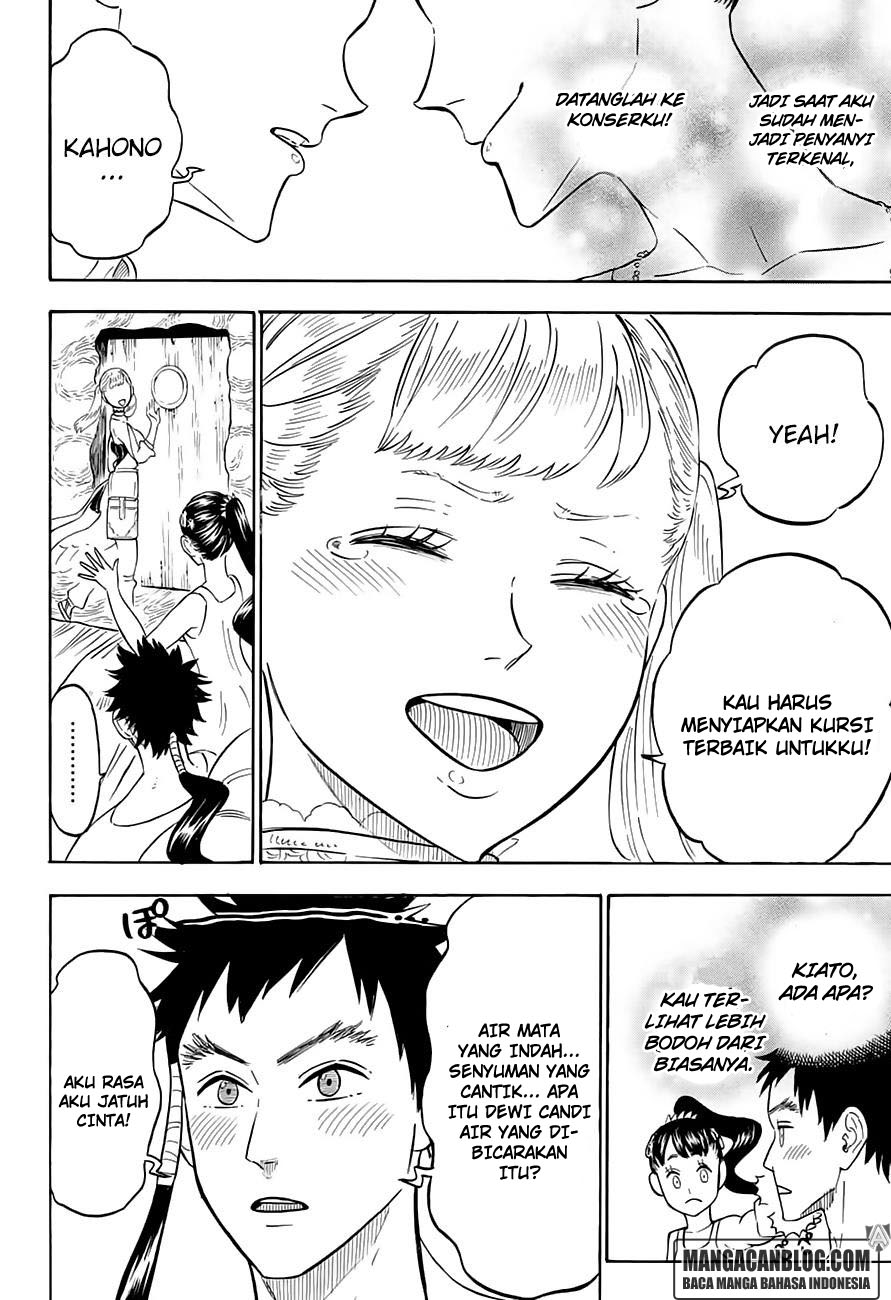 JADI SAAT AKU
SUDAH MEN-
JADI PENYANYI
TERKENAL,
DATANGLAH KE
KONSERKU!
KAHONO
...
YEAH!
KAU HARUS
MENYIAPKAN KURSI
TERBAIK UNTUKKU!
..........
KIATO,
ADA APA?
KAU TER-
LIHAT LEBIH
BODOH DARI
BIASANYA.
AIR MATA
YANG INDAH...
SENYUMAN YANG
CANTIK... APA
ITU DEWI CANDI
AIR YANG DI-
BICARAKAN
ITU?
ぽ
AKU RASA
AKU JATUH
CINTA!
MANGACANBLOG.COM
BACA MANGA BAHASA INDONESIA